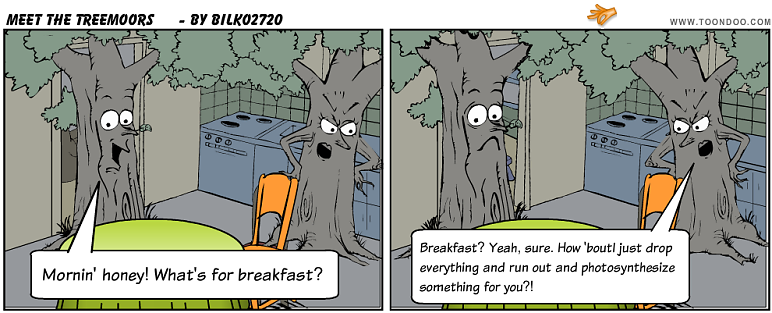 MEET THE TREEMOORS - BY BILKO2720
WWW.TOONDOO.COM
Mornin' honey! What's for breakfast?
Breakfast? Yeah, sure. How 'boutI just drop
everything and run out and photosynthesize
something for you?!